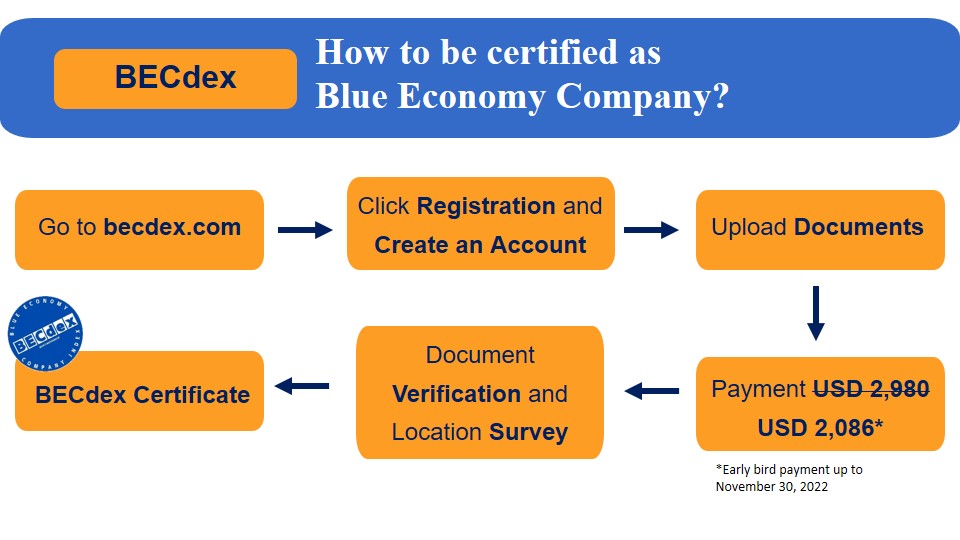 BECdex
How to be certified as
Blue Economy Company?
Go to becdex.com
Click Registration and
Create an Account
Upload Documents
Payment USD 2,980
USD 2,086*
*Early bird payment up to
November 30, 2022
Document
Verification and
Location Survey
BLUE ECONOMY
BECdeX
COMPANY INDEX
BECdex Certificate